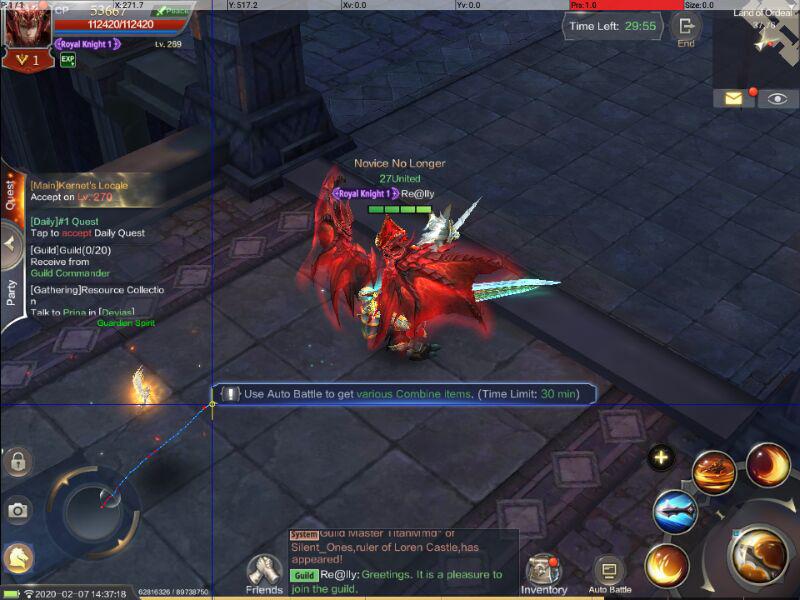 P: 1 / 1 X: 271.7 Y: 517.2 Xv: 0.0 Yv: 0.0 Prs: 1.0 Size: 0.0
CP 53667 Peace
112420/112420
Royal Knight 1 Lv. 289
1 EXP
Time Left: 29:55
End
Land of Ordeal
Quest
Party
[Main]Kernet's Locale
Accept on Lv. 270
[Daily]#1 Quest
Tap to accept Daily Quest
[Guild]Guild(0/20)
Receive from
Guild Commander
[Gathering]Resource Collectio
n
Talk to Prina in [Devias]
Guardian Spirit
Novice No Longer
27United
Royal Knight 1 Re@lly
Use Auto Battle to get various Combine items. (Time Limit: 30 min)
System Guild Master TitanMmd* of
Silent_Ones,ruler of Loren Castle,has
appeared!
Guild Re@lly: Greetings. It is a pleasure to
join the guild.
Friends
Inventory
Auto Battle
2020-02-07 14:37:18 62816326 / 89738750